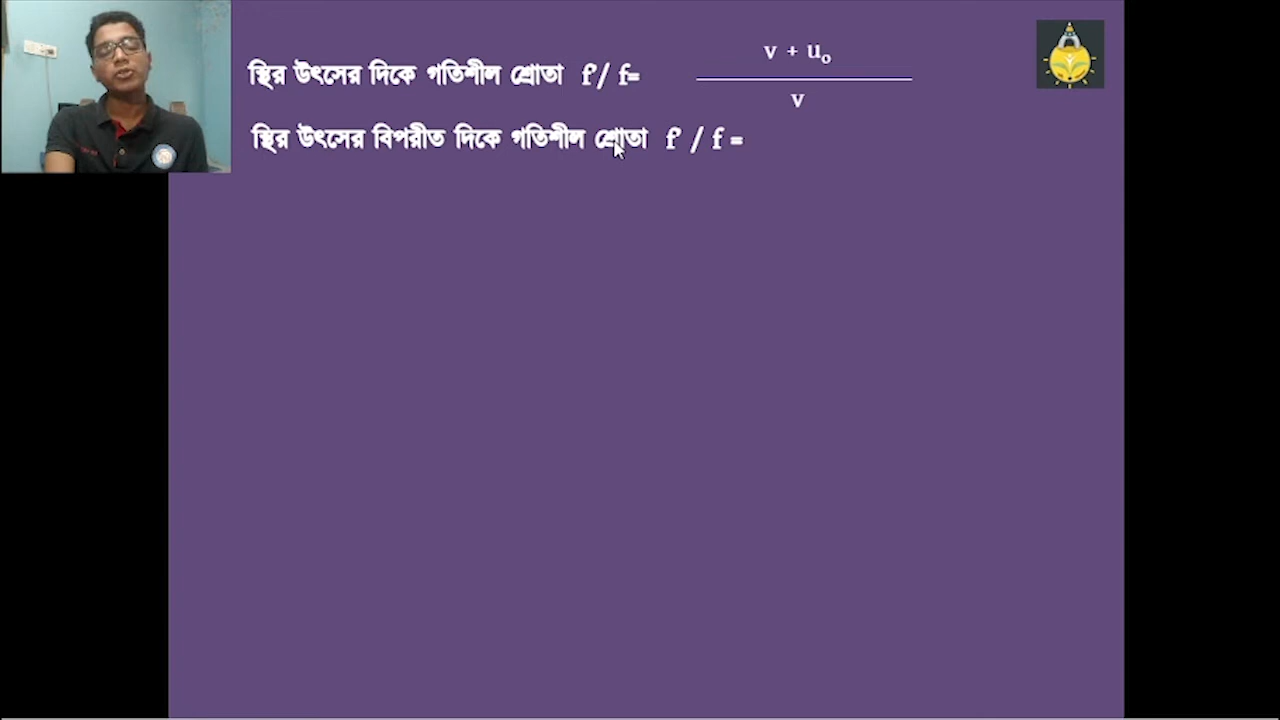 স্থির উৎসের দিকে গতিশীল শ্রোতা f'/ f=
v + u₀
v
স্থির উৎসের বিপরীত দিকে গতিশীল শ্রোতা f' / f =